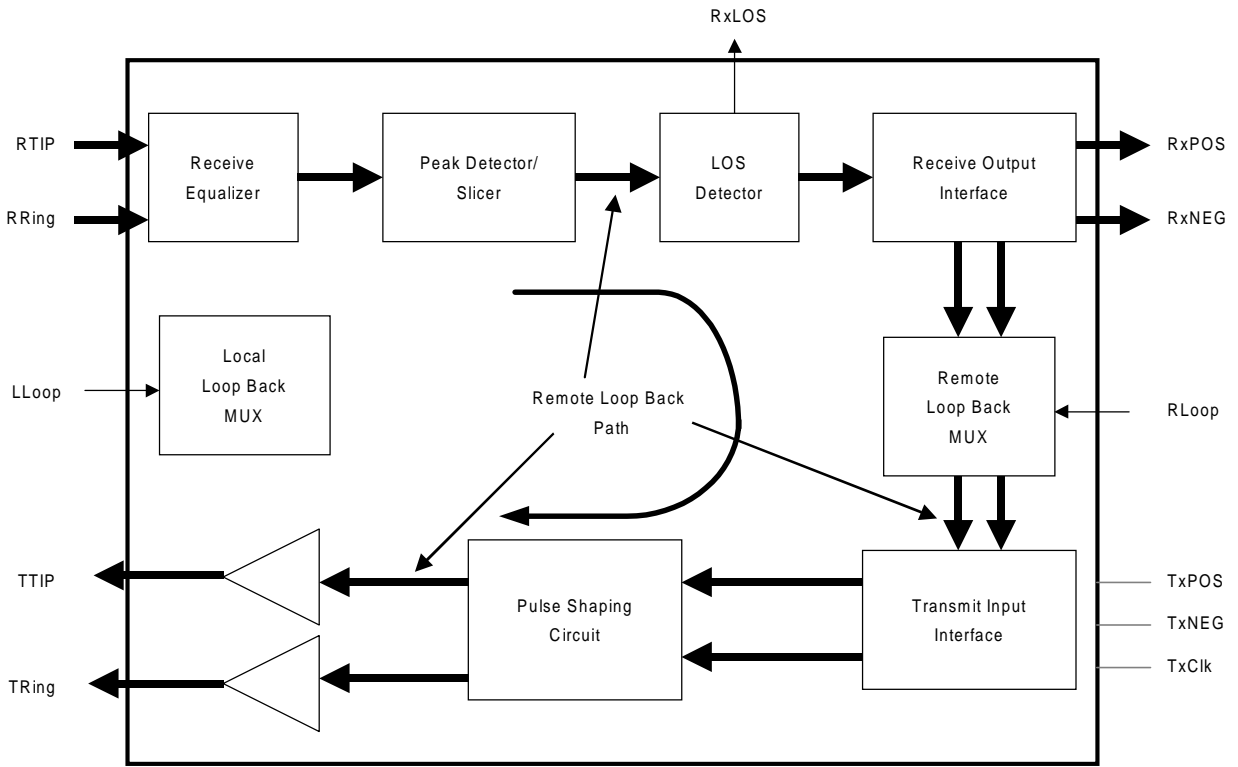 RxLOS
RTIP
RRing
Receive
Equalizer
Peak Detector/
Slicer
LOS
Detector
Receive Output
Interface
RxPOS
RxNEG
LLoop
Local
Loop Back
MUX
Remote Loop Back
Path
Remote
Loop Back
MUX
RLoop
TTIP
TRing
Pulse Shaping
Circuit
Transmit Input
Interface
TxPOS
TxNEG
TxClk